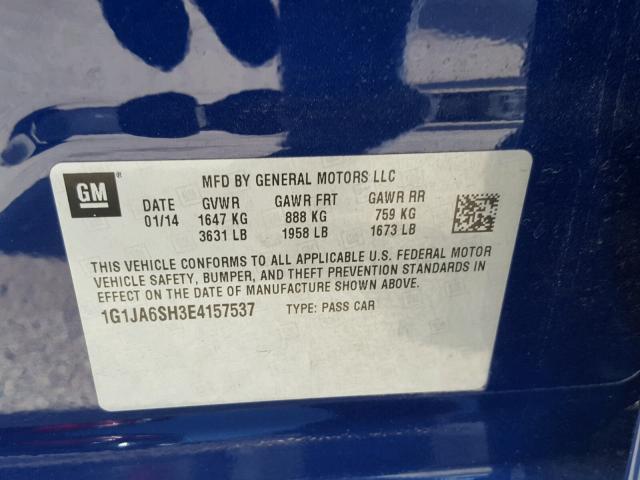 GM
MFD BY GENERAL MOTORS LLC
DATE GVWR GAWR FRT GAWR RR
01/14 1647 KG 888 KG 759 KG
3631 LB 1958 LB 1673 LB
THIS VEHICLE CONFORMS TO ALL APPLICABLE U.S. FEDERAL MOTOR
VEHICLE SAFETY, BUMPER, AND THEFT PREVENTION STANDARDS IN
EFFECT ON THE DATE OF MANUFACTURE SHOWN ABOVE.
1G1JA6SH3E4157537 TYPE: PASS CAR